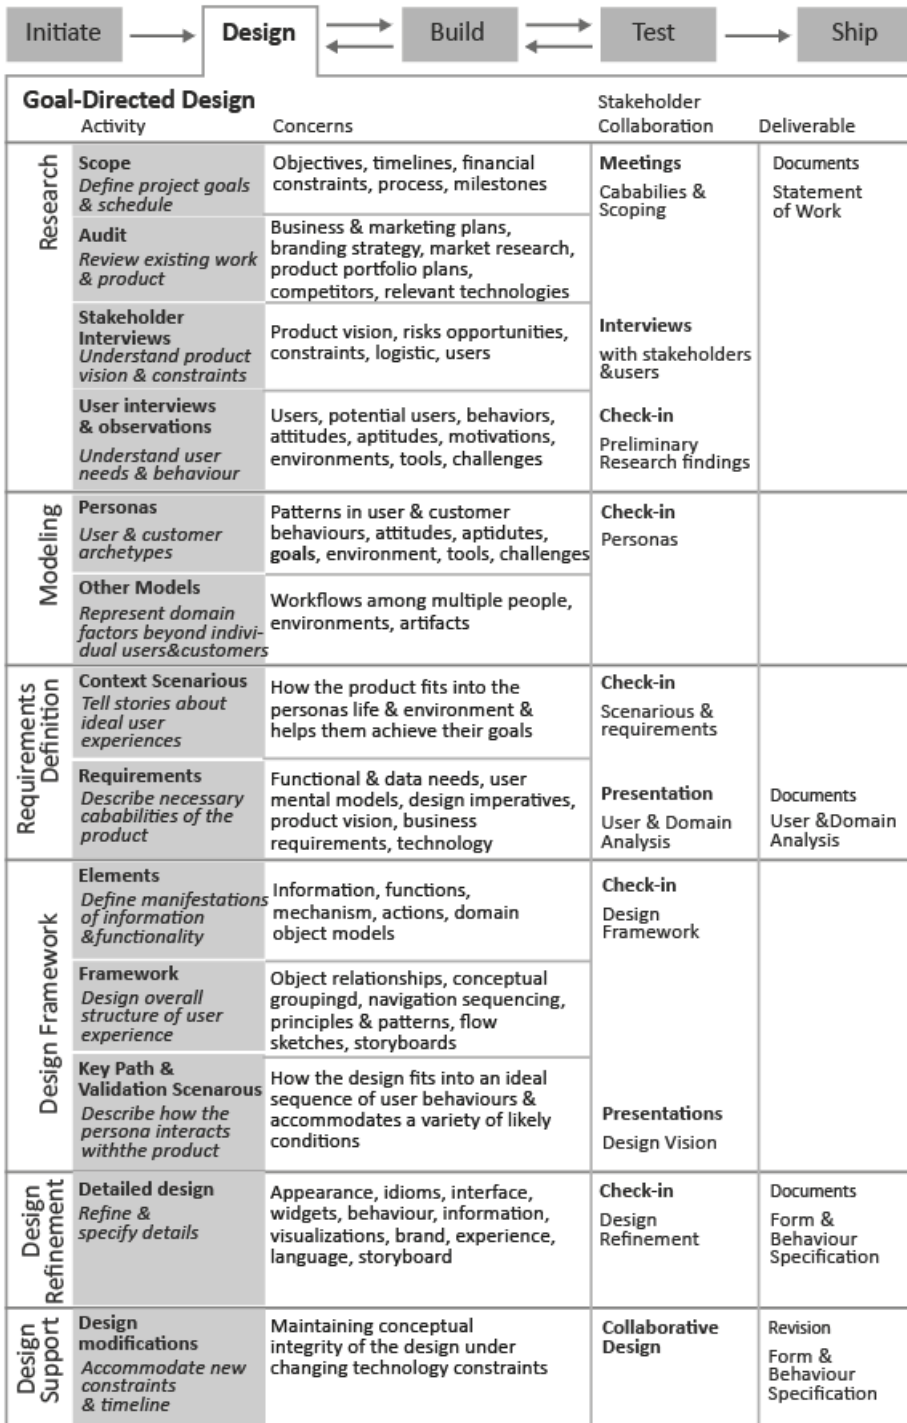 Initiate
Design
Build
Test
Ship
Goal-Directed Design
Activity
Concerns
Stakeholder
Collaboration
Deliverable
Research
Scope
Define project goals
& schedule
Objectives, timelines, financial
constraints, process, milestones
Meetings
Cababilies &
Scoping
Documents
Statement
of Work
Audit
Review existing work
& product
Business & marketing plans,
branding strategy, market research,
product portfolio plans,
competitors, relevant technologies
Stakeholder
Interviews
Understand product
vision & constraints
Product vision, risks opportunities,
constraints, logistic, users
Interviews
with stakeholders
&users
User interviews
& observations
Understand user
needs & behaviour
Users, potential users, behaviors,
attitudes, aptitudes, motivations,
environments, tools, challenges
Check-in
Preliminary
Research findings
Modeling
Personas
User & customer
archetypes
Patterns in user & customer
behaviours, attitudes, aptidutes,
goals, environment, tools, challenges
Check-in
Personas
Other Models
Represent domain
factors beyond indivi-
dual users&customers
Workflows among multiple people,
environments, artifacts
Requirements
Definition
Context Scenarious
Tell stories about
ideal user
experiences
How the product fits into the
personas life & environment &
helps them achieve their goals
Check-in
Scenarious &
requirements
Requirements
Describe necessary
cababilities of the
product
Functional & data needs, user
mental models, design imperatives,
product vision, business
requirements, technology
Presentation
User & Domain
Analysis
Documents
User &Domain
Analysis
Design Framework
Elements
Define manifestations
of information
&functionality
Information, functions,
mechanism, actions, domain
object models
Check-in
Design
Framework
Framework
Design overall
structure of user
experience
Object relationships, conceptual
groupingd, navigation sequencing,
principles & patterns, flow
sketches, storyboards
Key Path &
Validation Scenarous
Describe how the
persona interacts
withthe product
How the design fits into an ideal
sequence of user behaviours &
accommodates a variety of likely
conditions
Presentations
Design Vision
Design
Refinement
Detailed design
Refine &
specify details
Appearance, idioms, interface,
widgets, behaviour, information,
visualizations, brand, experience,
language, storyboard
Check-in
Design
Refinement
Documents
Form &
Behaviour
Specification
Design
Support
Design
modifications
Accommodate new
constraints
& timeline
Maintaining conceptual
integrity of the design under
changing technology constraints
Collaborative
Design
Revision
Form &
Behaviour
Specification